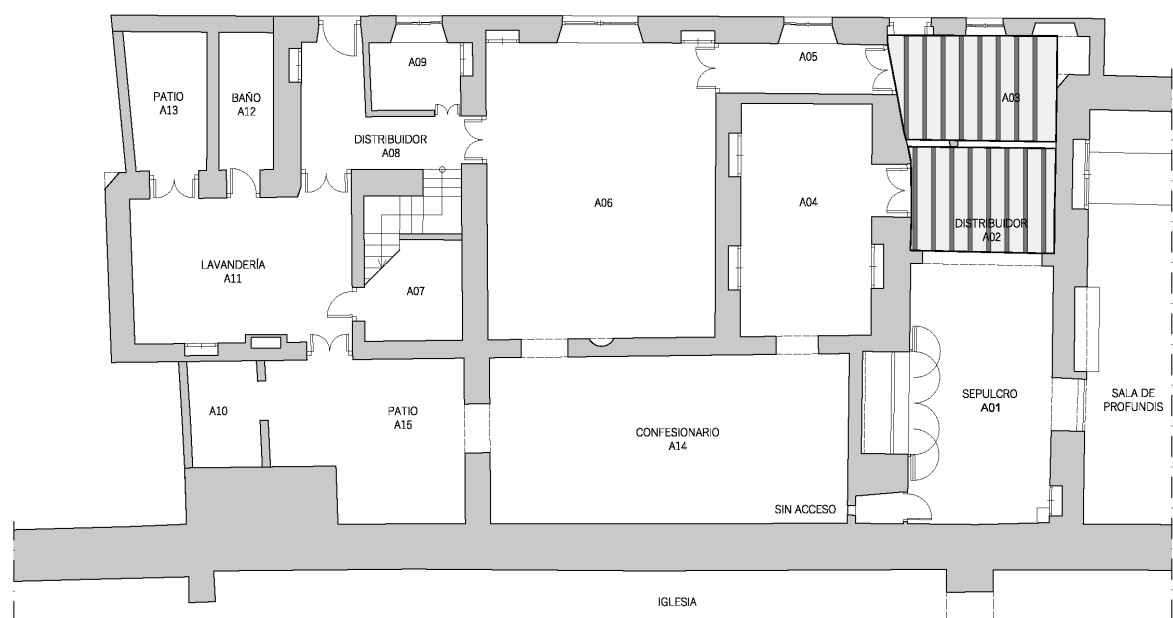 A05
A09
PATIO
A13
BAÑO
A12
A03
DISTRIBUIDOR
A08
A06
A04
DISTRIBUIDOR
A02
LAVANDERÍA
A11
A07
A10
PATIO
A15
CONFESIONARIO
A14
SEPULCRO
A01
SALA DE
PROFUNDIS
SIN ACCESO
IGLESIA